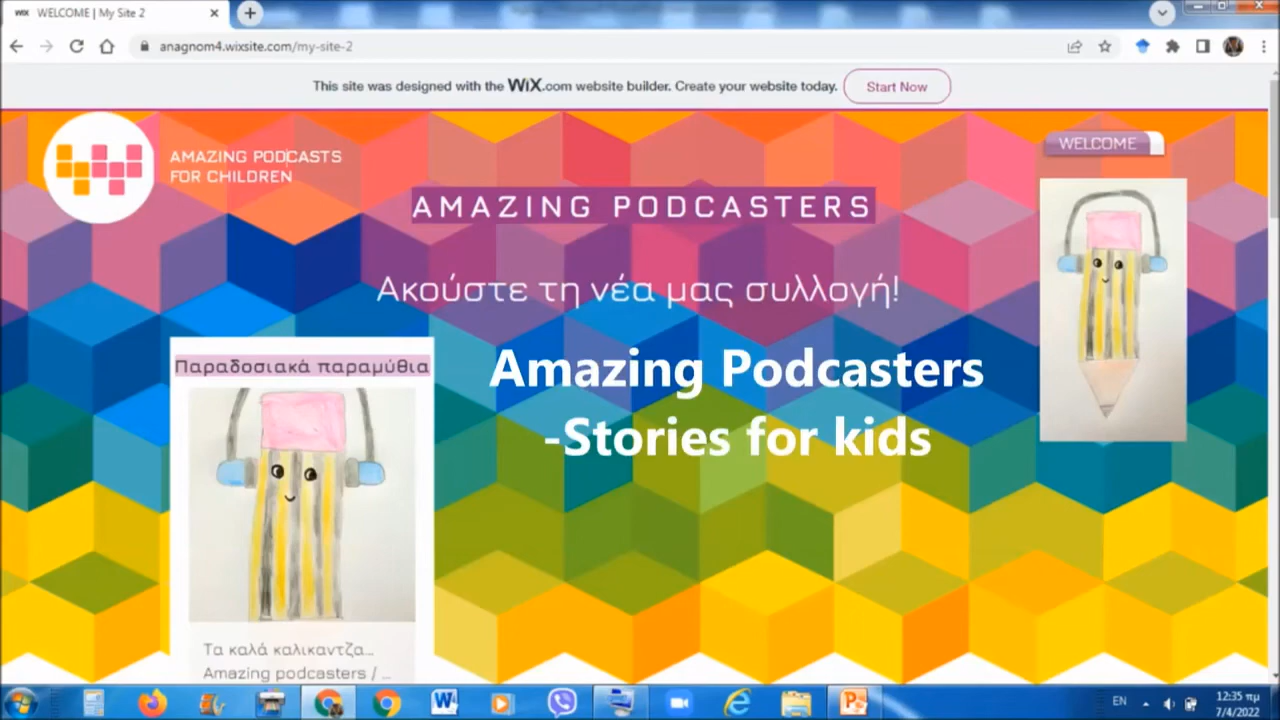 WIX WELCOME | My Site 2
anagnom4.wixsite.com/my-site-2
This site was designed with the WiX.com website builder. Create your website today.
Start Now
AMAZING PODCASTS
FOR CHILDREN
WELCOME
AMAZING PODCASTERS
Ακούστε τη νέα μας συλλογή!
Παραδοσιακά παραμύθια
Amazing Podcasters
-Stories for kids
Τα καλά καλικαντζα...
Amazing podcasters / ...
EN
12:35 πμ
7/4/2022